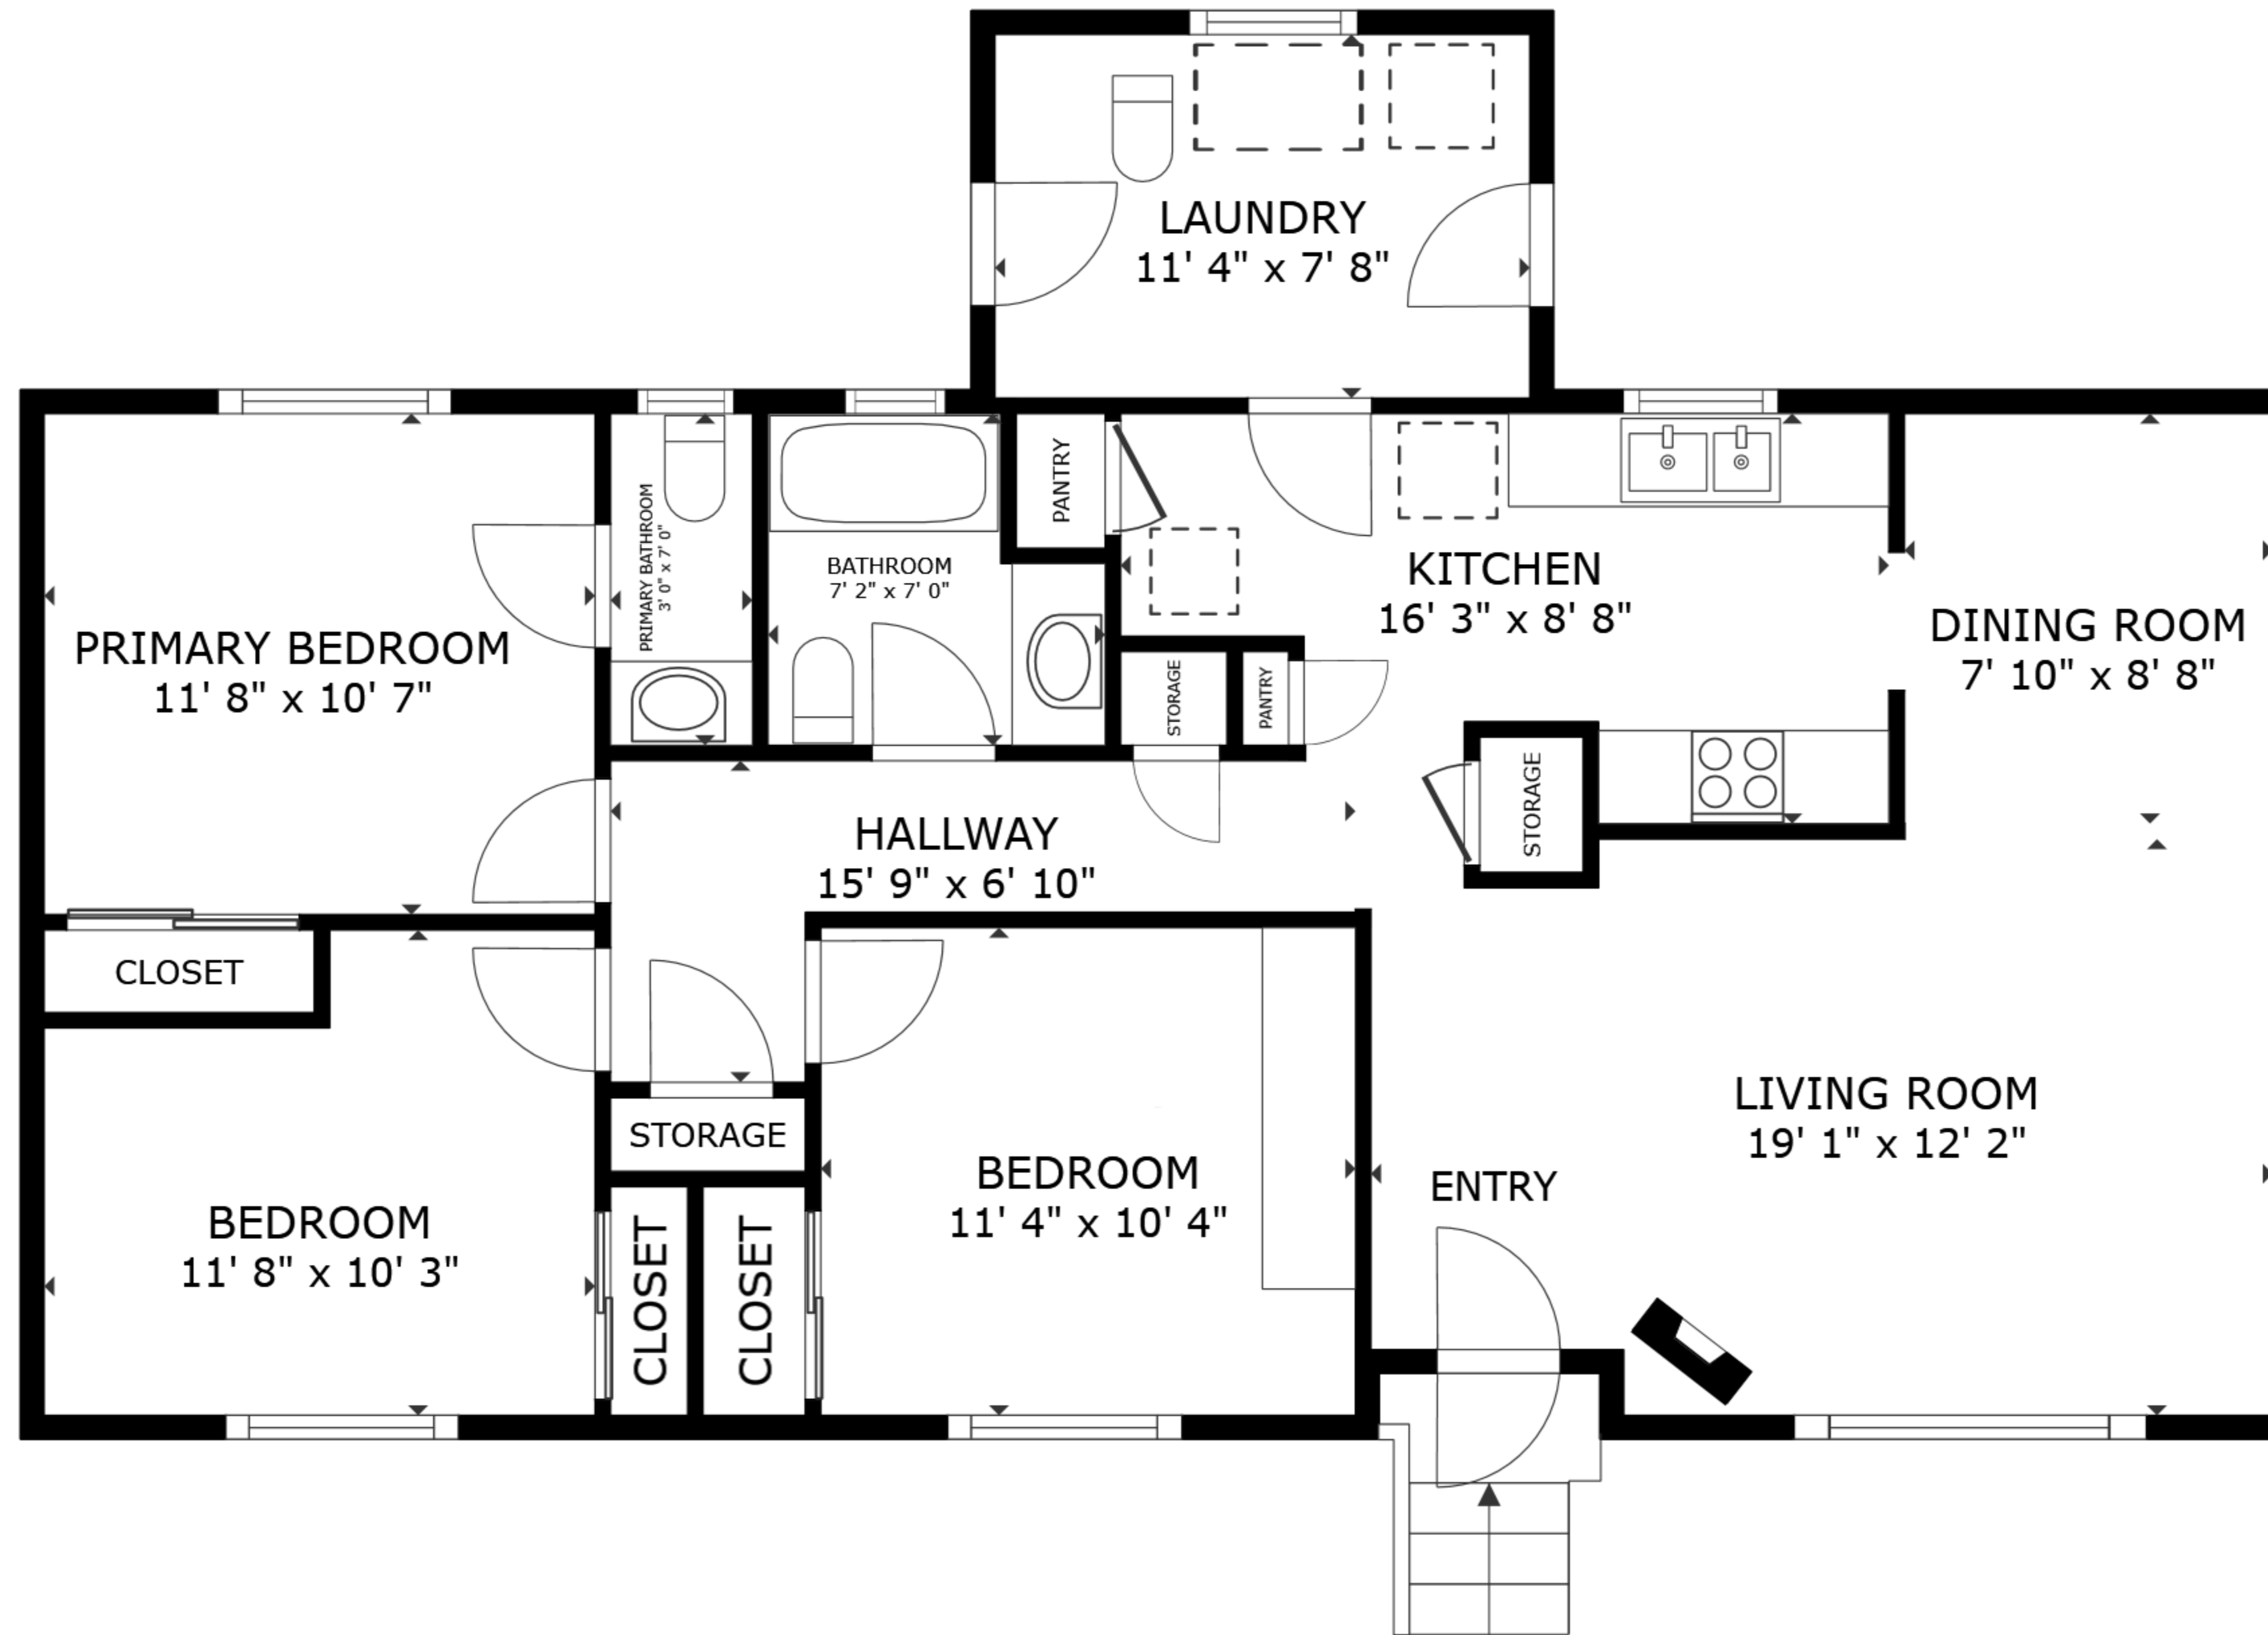 LAUNDRY
11' 4" x 7' 8"
PRIMARY BEDROOM
11' 8" x 10' 7"
PRIMARY BATHROOM
3' 0" x 7' 0"
BATHROOM
7' 2" x 7' 0"
PANTRY
KITCHEN
16' 3" x 8' 8"
DINING ROOM
7' 10" x 8' 8"
STORAGE
PANTRY
STORAGE
HALLWAY
15' 9" x 6' 10"
CLOSET
STORAGE
BEDROOM
11' 8" x 10' 3"
CLOSET
CLOSET
BEDROOM
11' 4" x 10' 4"
ENTRY
LIVING ROOM
19' 1" x 12' 2"